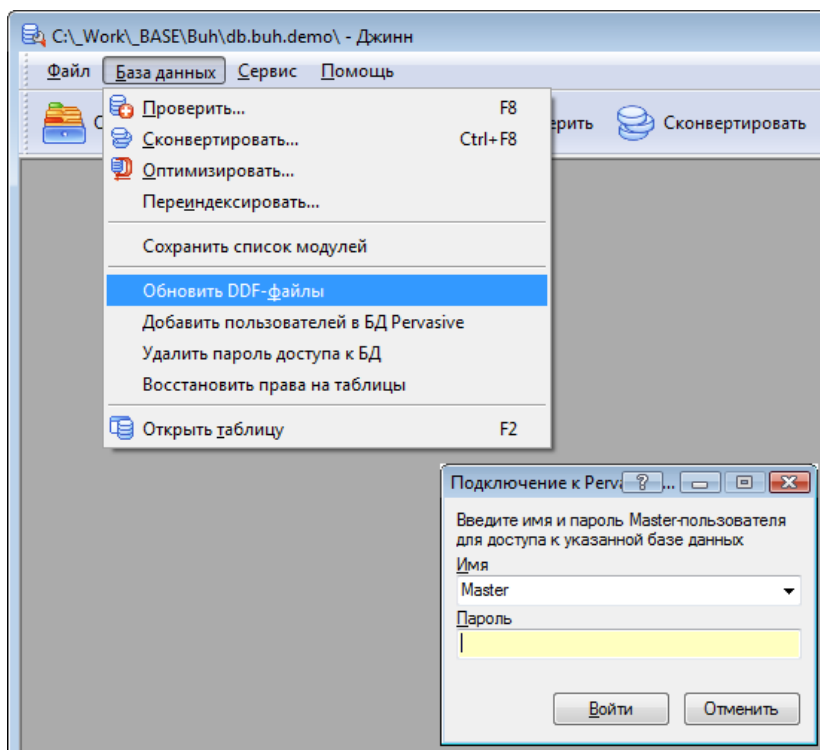 C:\_Work\_BASE\Buh\db.buh.demo\ - Джинн
Файл База данных Сервис Помощь
Сконвертировать
Проверить... F8
Сконвертировать... Ctrl+F8
Оптимизировать...
Переиндексировать...
Сохранить список модулей
Обновить DDF-файлы
Добавить пользователей в БД Pervasive
Удалить пароль доступа к БД
Восстановить права на таблицы
Открыть таблицу F2
Подключение к Perv...
Введите имя и пароль Master-пользователя
для доступа к указанной базе данных
Имя
Master
Пароль
Войти Отменить